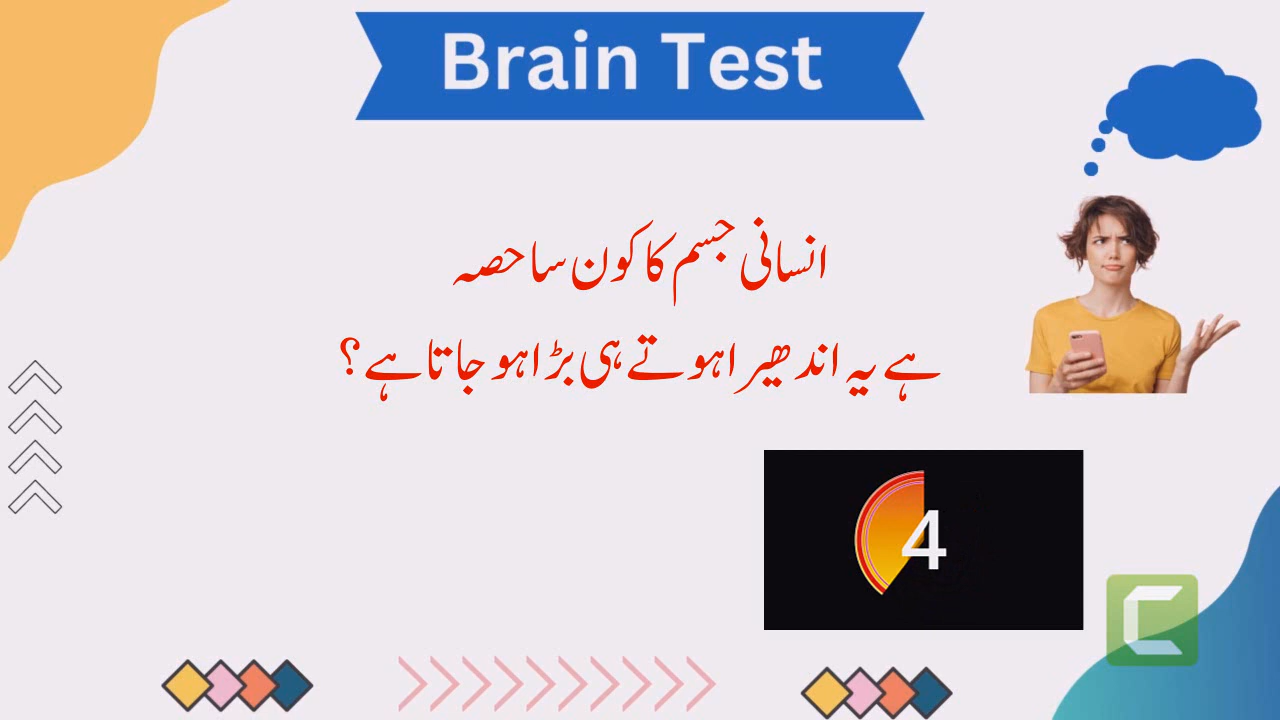 Brain Test
انسانی جسم کا کون سا حصہ
ہے یہ اندھیرا ہوتے ہی بڑا ہو جاتا ہے؟
4